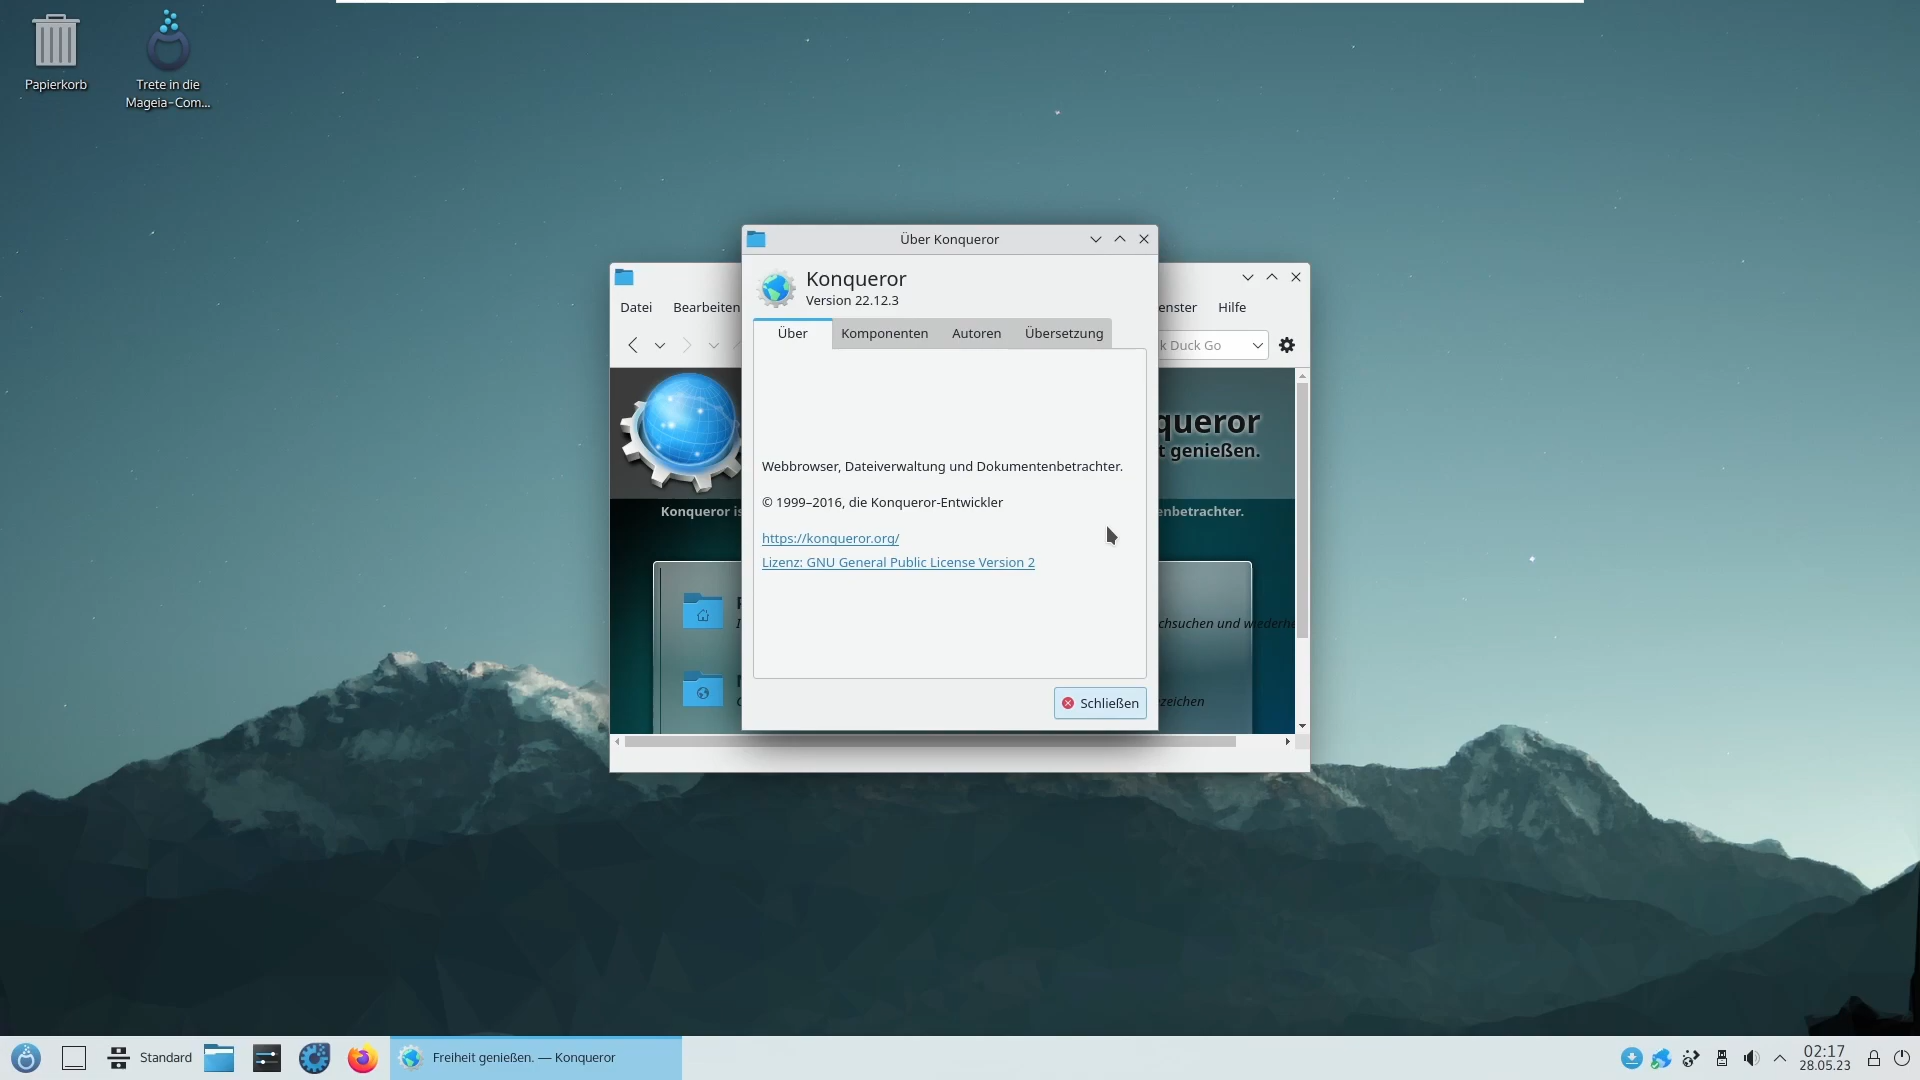 Papierkorb
Trete in die
Mageia-Com...
Über Konqueror
Konqueror
Version 22.12.3
Über
Komponenten
Autoren
Übersetzung
Webbrowser, Dateiverwaltung und Dokumentenbetrachter.
© 1999–2016, die Konqueror-Entwickler
https://konqueror.org/
Lizenz: GNU General Public License Version 2
Schließen
Datei
Bearbeiten
enster
Hilfe
k Duck Go
queror
t genießen.
Konqueror is
enbetrachter.
chsuchen und wiederhe
zeichen
Standard
Freiheit genießen. — Konqueror
02:17
28.05.23